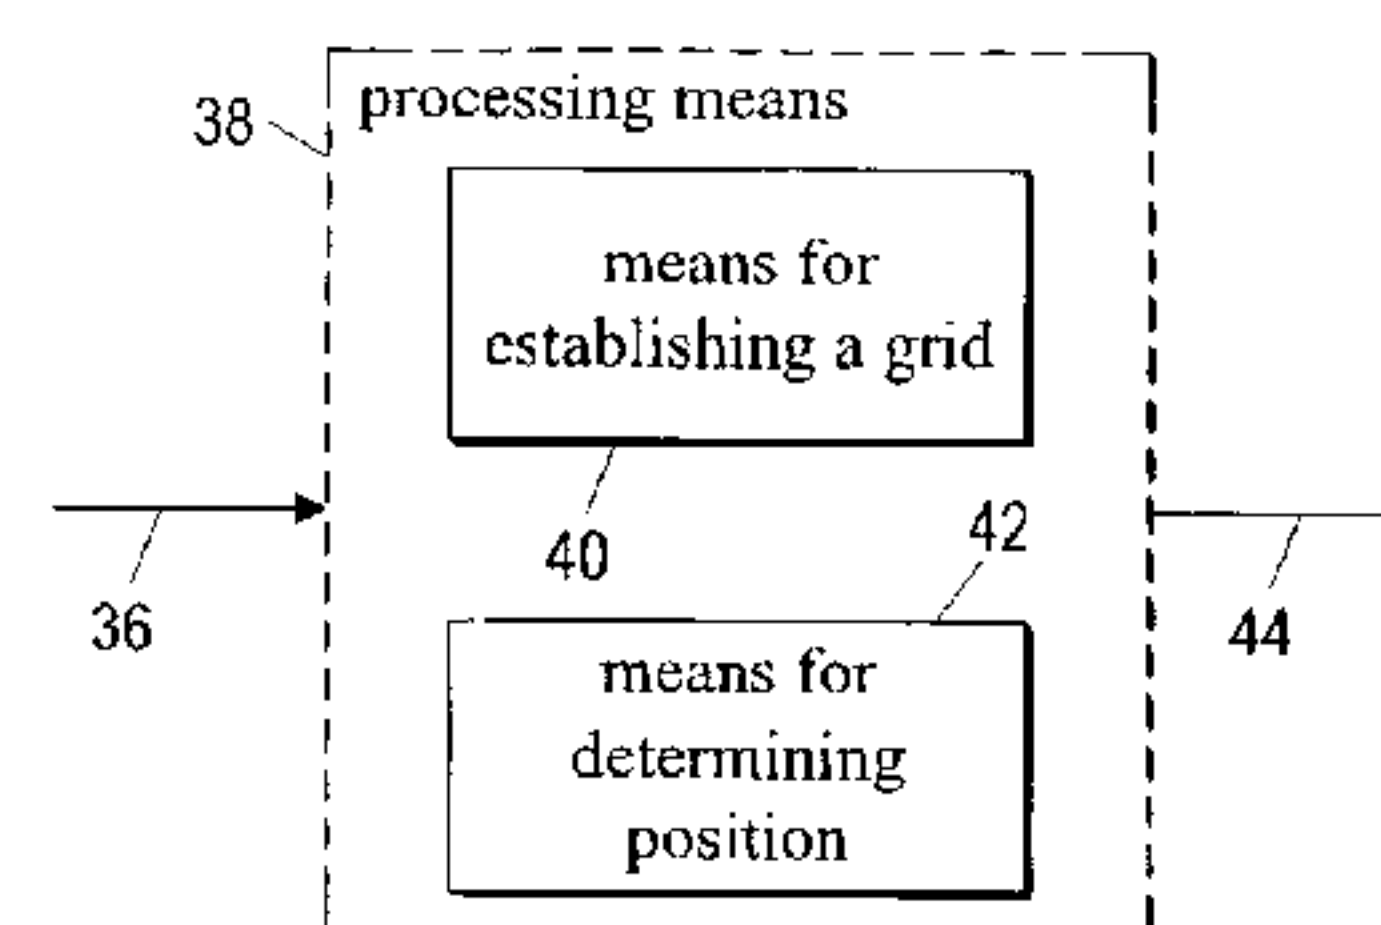 processing means
38
means for
establishing a grid
40
42
36
44
means for
determining
position